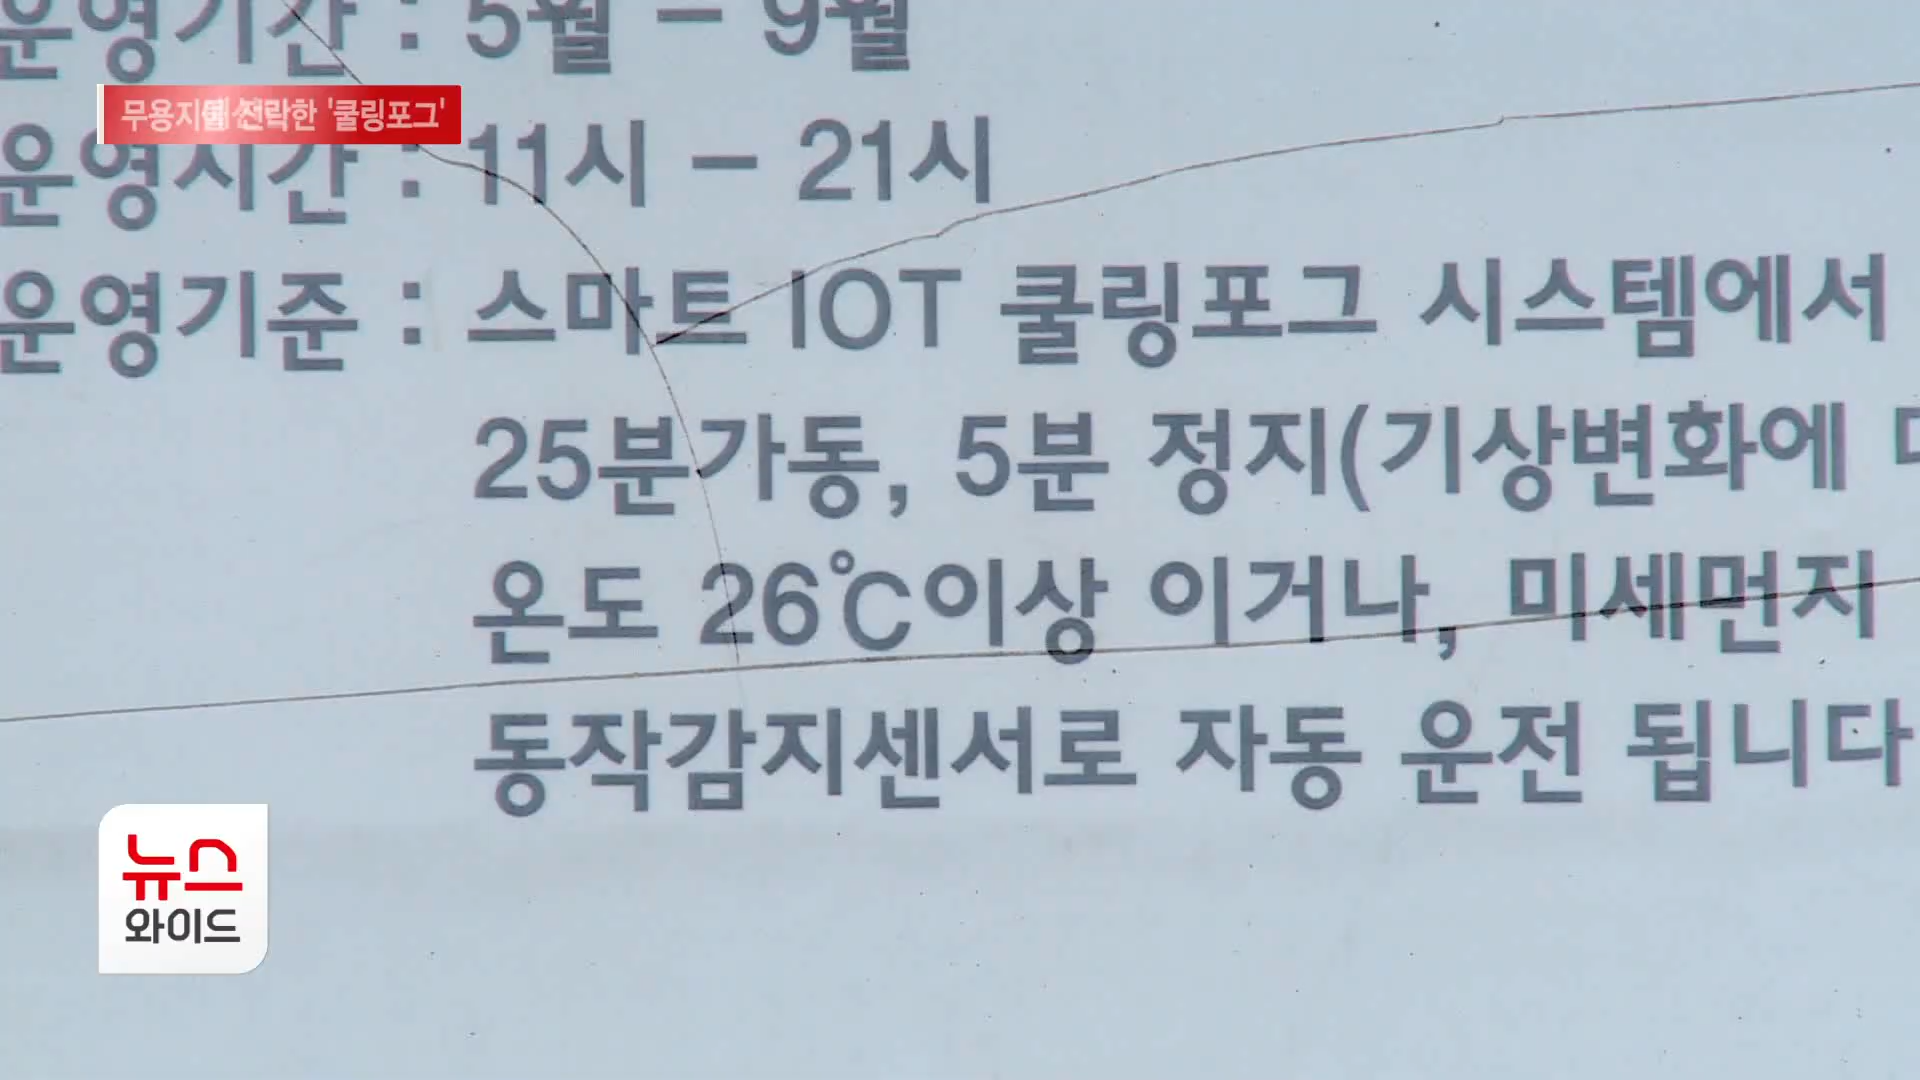 운영기간 : 5월 - 9월
무용지물 전락한 '쿨링포그'
운영시간 : 11시 - 21시
운영기준 : 스마트 IOT 쿨링포그 시스템에서
25분가동, 5분 정지(기상변화에
온도 26℃이상 이거나, 미세먼지
동작감지센서로 자동 운전 됩니다
뉴스
와이드